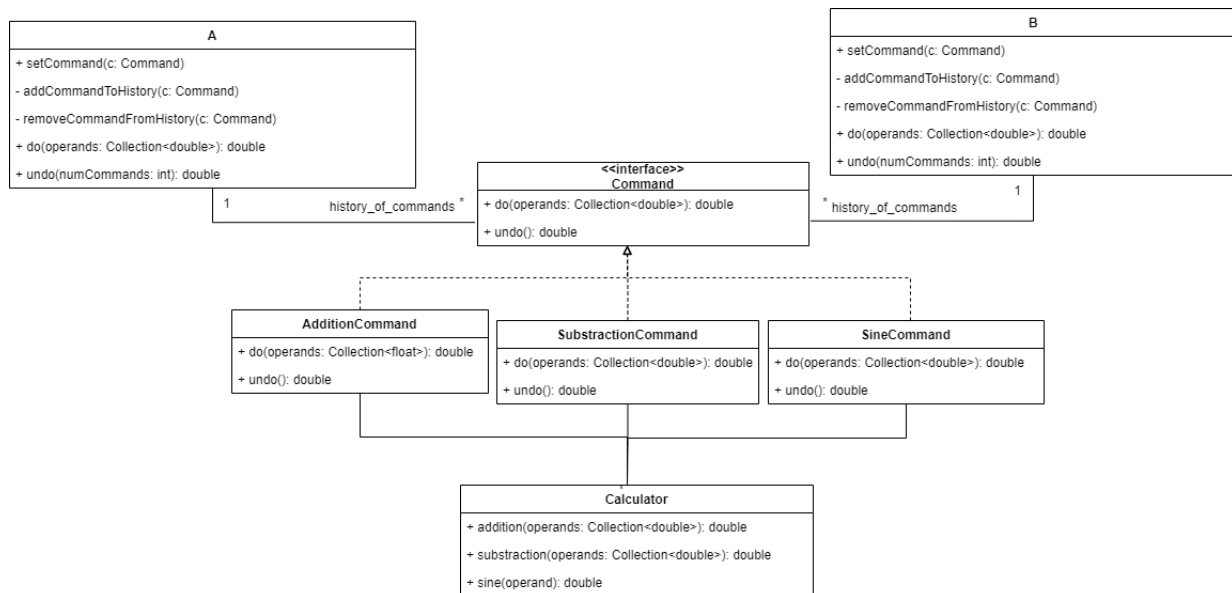 A
+ setCommand(c: Command)
- addCommandToHistory(c: Command)
- removeCommandFromHistory(c: Command)
+ do(operands: Collection<double>): double
+ undo(numCommands: int): double
B
+ setCommand(c: Command)
- addCommandToHistory(c: Command)
- removeCommandFromHistory(c: Command)
+ do(operands: Collection<double>): double
+ undo(numCommands: int): double
1
history_of_commands *
<<interface>>
Command
+ do(operands: Collection<double>): double
+ undo(): double
1
* history_of_commands
AdditionCommand
+ do(operands: Collection<float>): double
+ undo(): double
SubstractionCommand
+ do(operands: Collection<double>): double
+ undo(): double
SineCommand
+ do(operands: Collection<double>): double
+ undo(): double
Calculator
+ addition(operands: Collection<double>): double
+ substraction(operands: Collection<double>): double
+ sine(operand): double